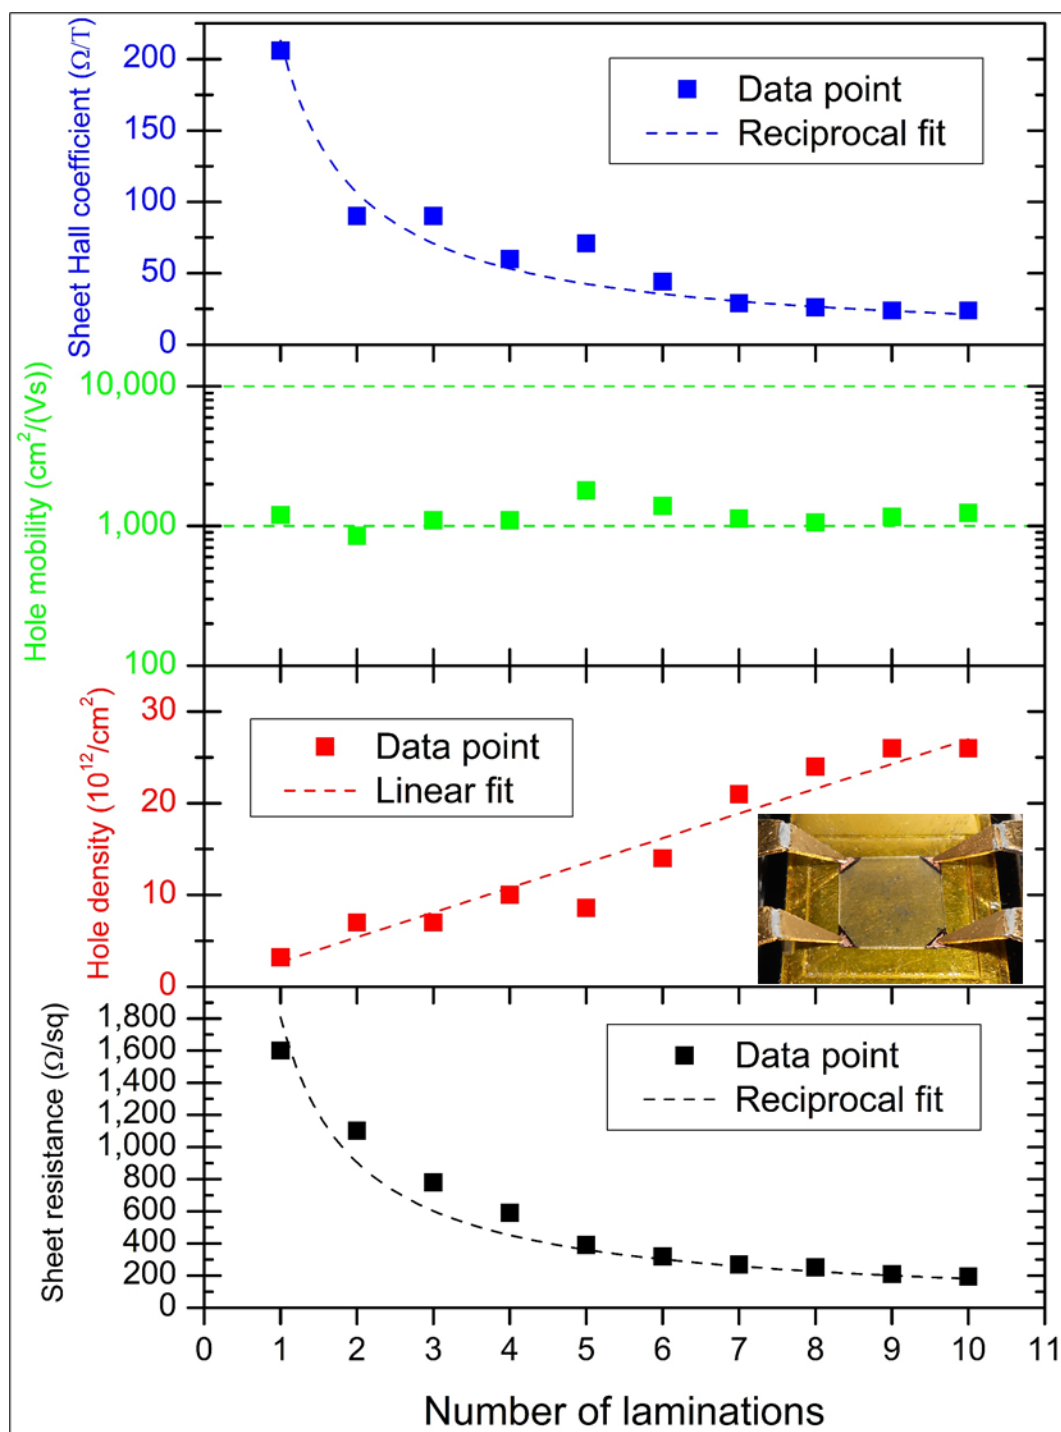 Sheet Hall coefficient (Ω/T)
200
150
100
50
0
Data point
Reciprocal fit
Hole mobility (cm²/(Vs))
10,000
1,000
100
Hole density (10¹²/cm²)
30
20
10
0
Data point
Linear fit
Sheet resistance (Ω/sq)
1,800
1,600
1,400
1,200
1,000
800
600
400
200
0
Data point
Reciprocal fit
0 1 2 3 4 5 6 7 8 9 10 11
Number of laminations